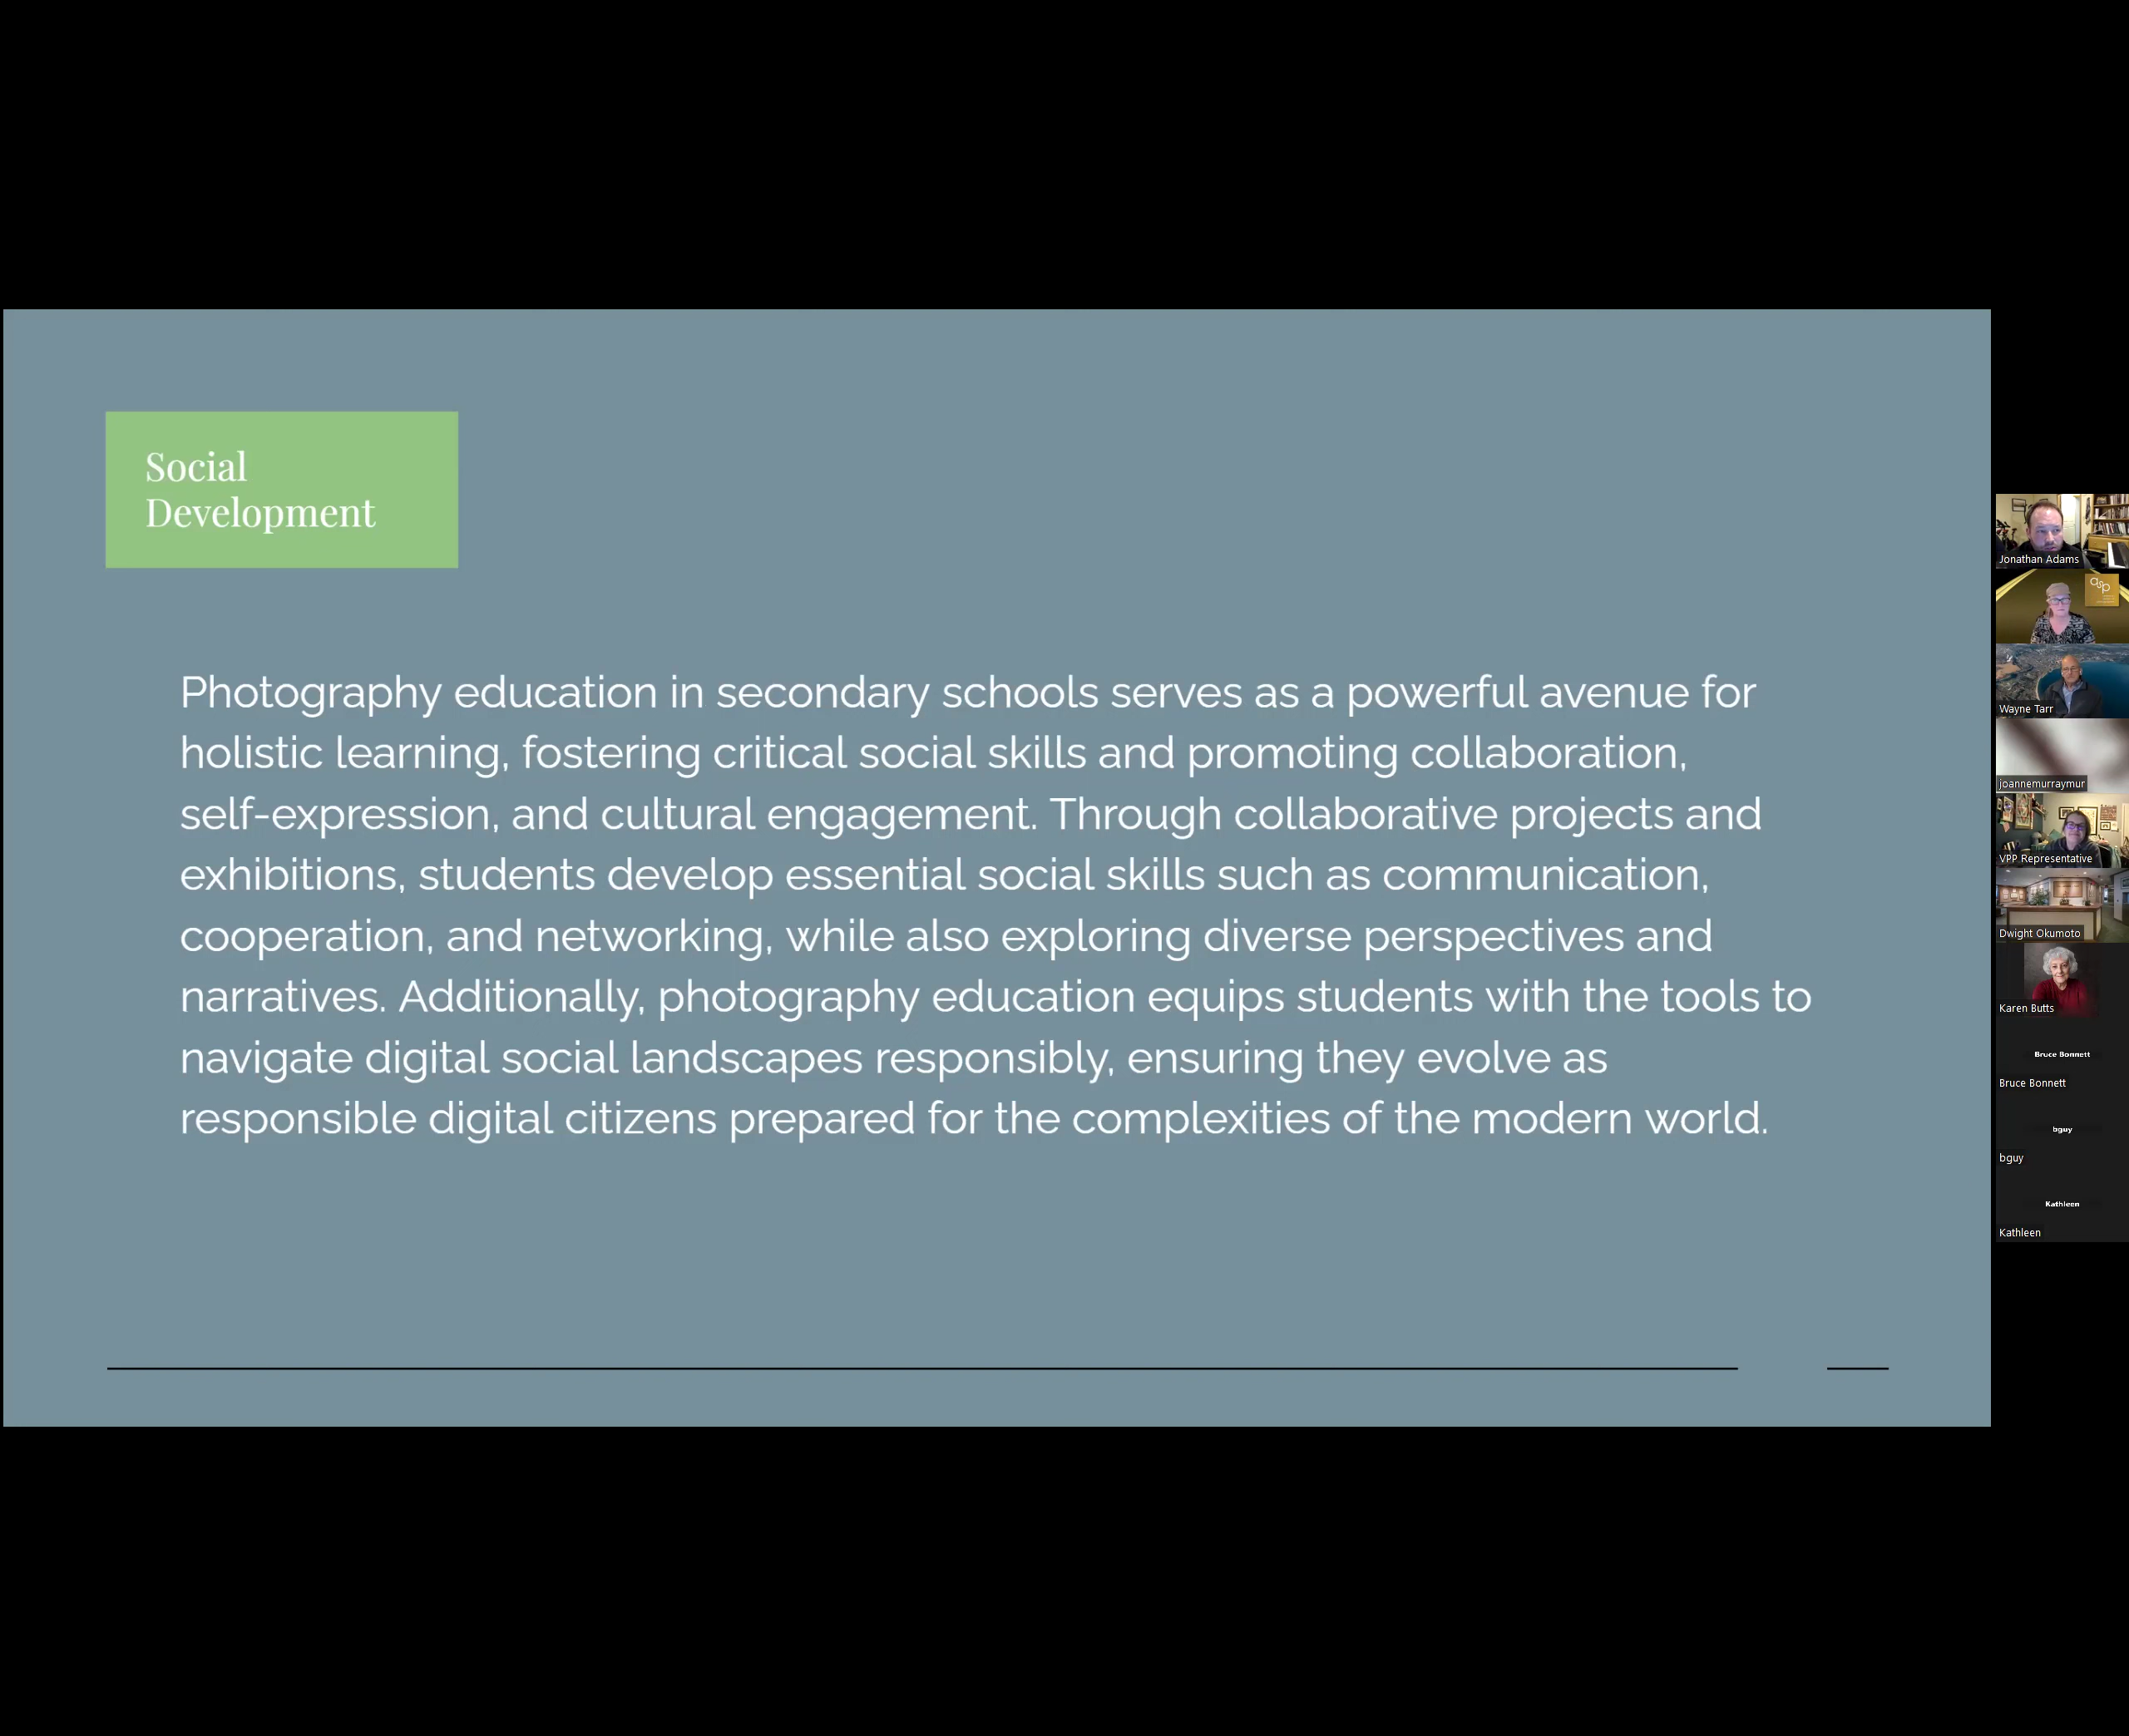 Social
Development
Photography education in secondary schools serves as a powerful avenue for
holistic learning, fostering critical social skills and promoting collaboration,
self-expression, and cultural engagement. Through collaborative projects and
exhibitions, students develop essential social skills such as communication,
cooperation, and networking, while also exploring diverse perspectives and
narratives. Additionally, photography education equips students with the tools to
navigate digital social landscapes responsibly, ensuring they evolve as
responsible digital citizens prepared for the complexities of the modern world.
Jonathan Adams
asp
Wayne Tarr
joannemurraymur
VPP Representative
Dwight Okumoto
Karen Butts
Bruce Bonnett
Bruce Bonnett
bguy
bguy
Kathleen
Kathleen